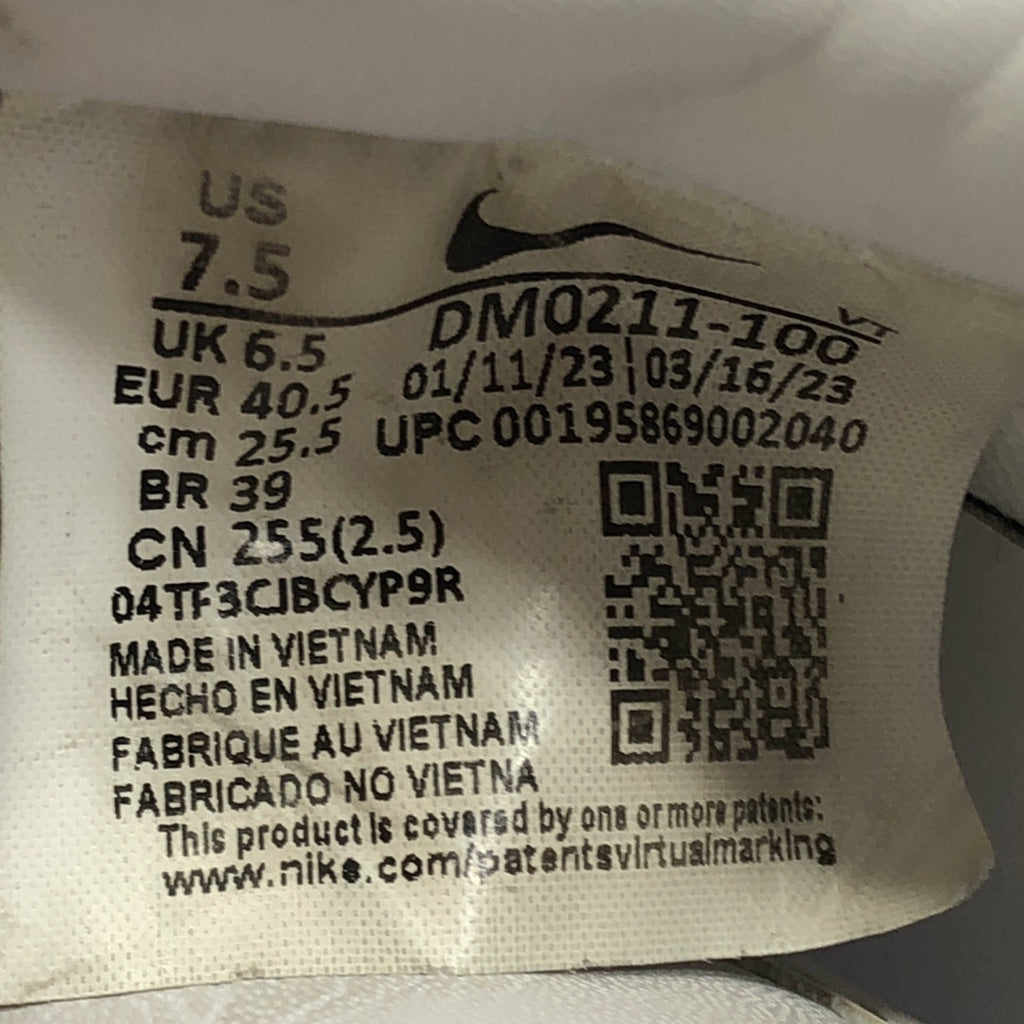 US
7.5
VT
UK 6.5
DM0211-100
EUR 40.5
01/11/23 | 03/16/23
cm 25.5
UPC 00195869002040
BR 39
CN 255(2.5)
04TF3CJBCYP9R
MADE IN VIETNAM
HECHO EN VIETNAM
FABRIQUE AU VIETNAM
FABRICADO NO VIETNA
This product is covered by one or more patents:
www.nike.com/patentsvirtualmarking